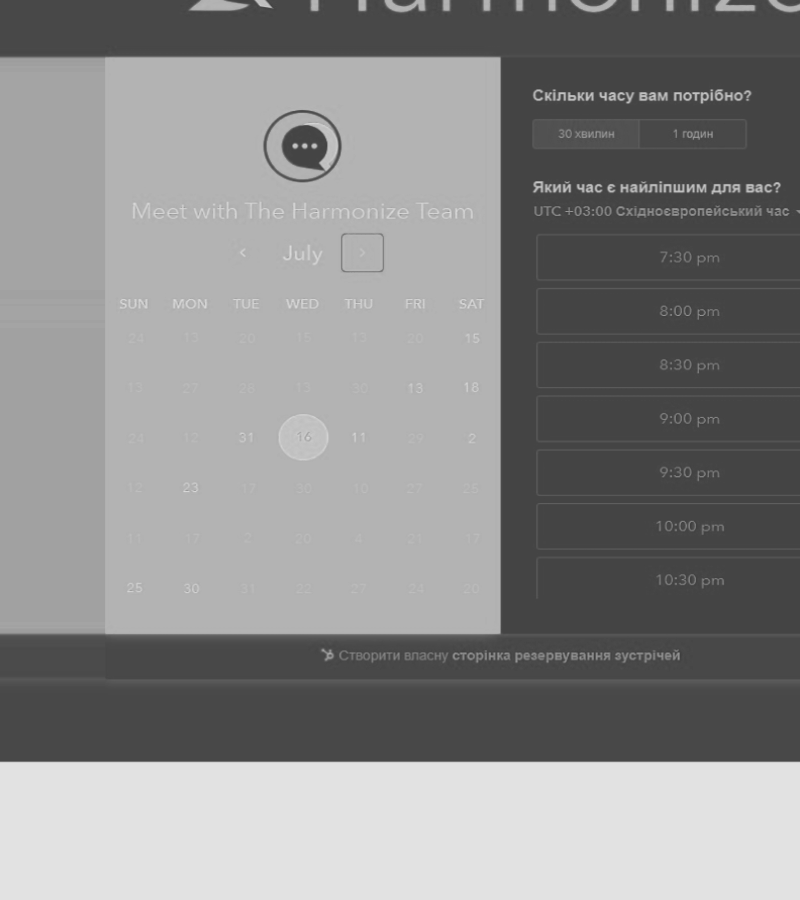 Harmonize
Meet with The Harmonize Team
July
SUN MON TUE WED THU FRI SAT
24 13 20 15 13 20 15
13 27 26 13 30 13 18
24 12 31 16 11 29 2
12 23 17 30 10 27 25
11 17 2 20 4 21 17
25 30 31 22 27 24 20
Скільки часу вам потрібно?
30 хвилин 1 годин
Який час є найліпшим для вас?
UTC +03:00 Східноєвропейський час
7:30 pm
8:00 pm
8:30 pm
9:00 pm
9:30 pm
10:00 pm
10:30 pm
Створити власну сторінка резервування зустрічей